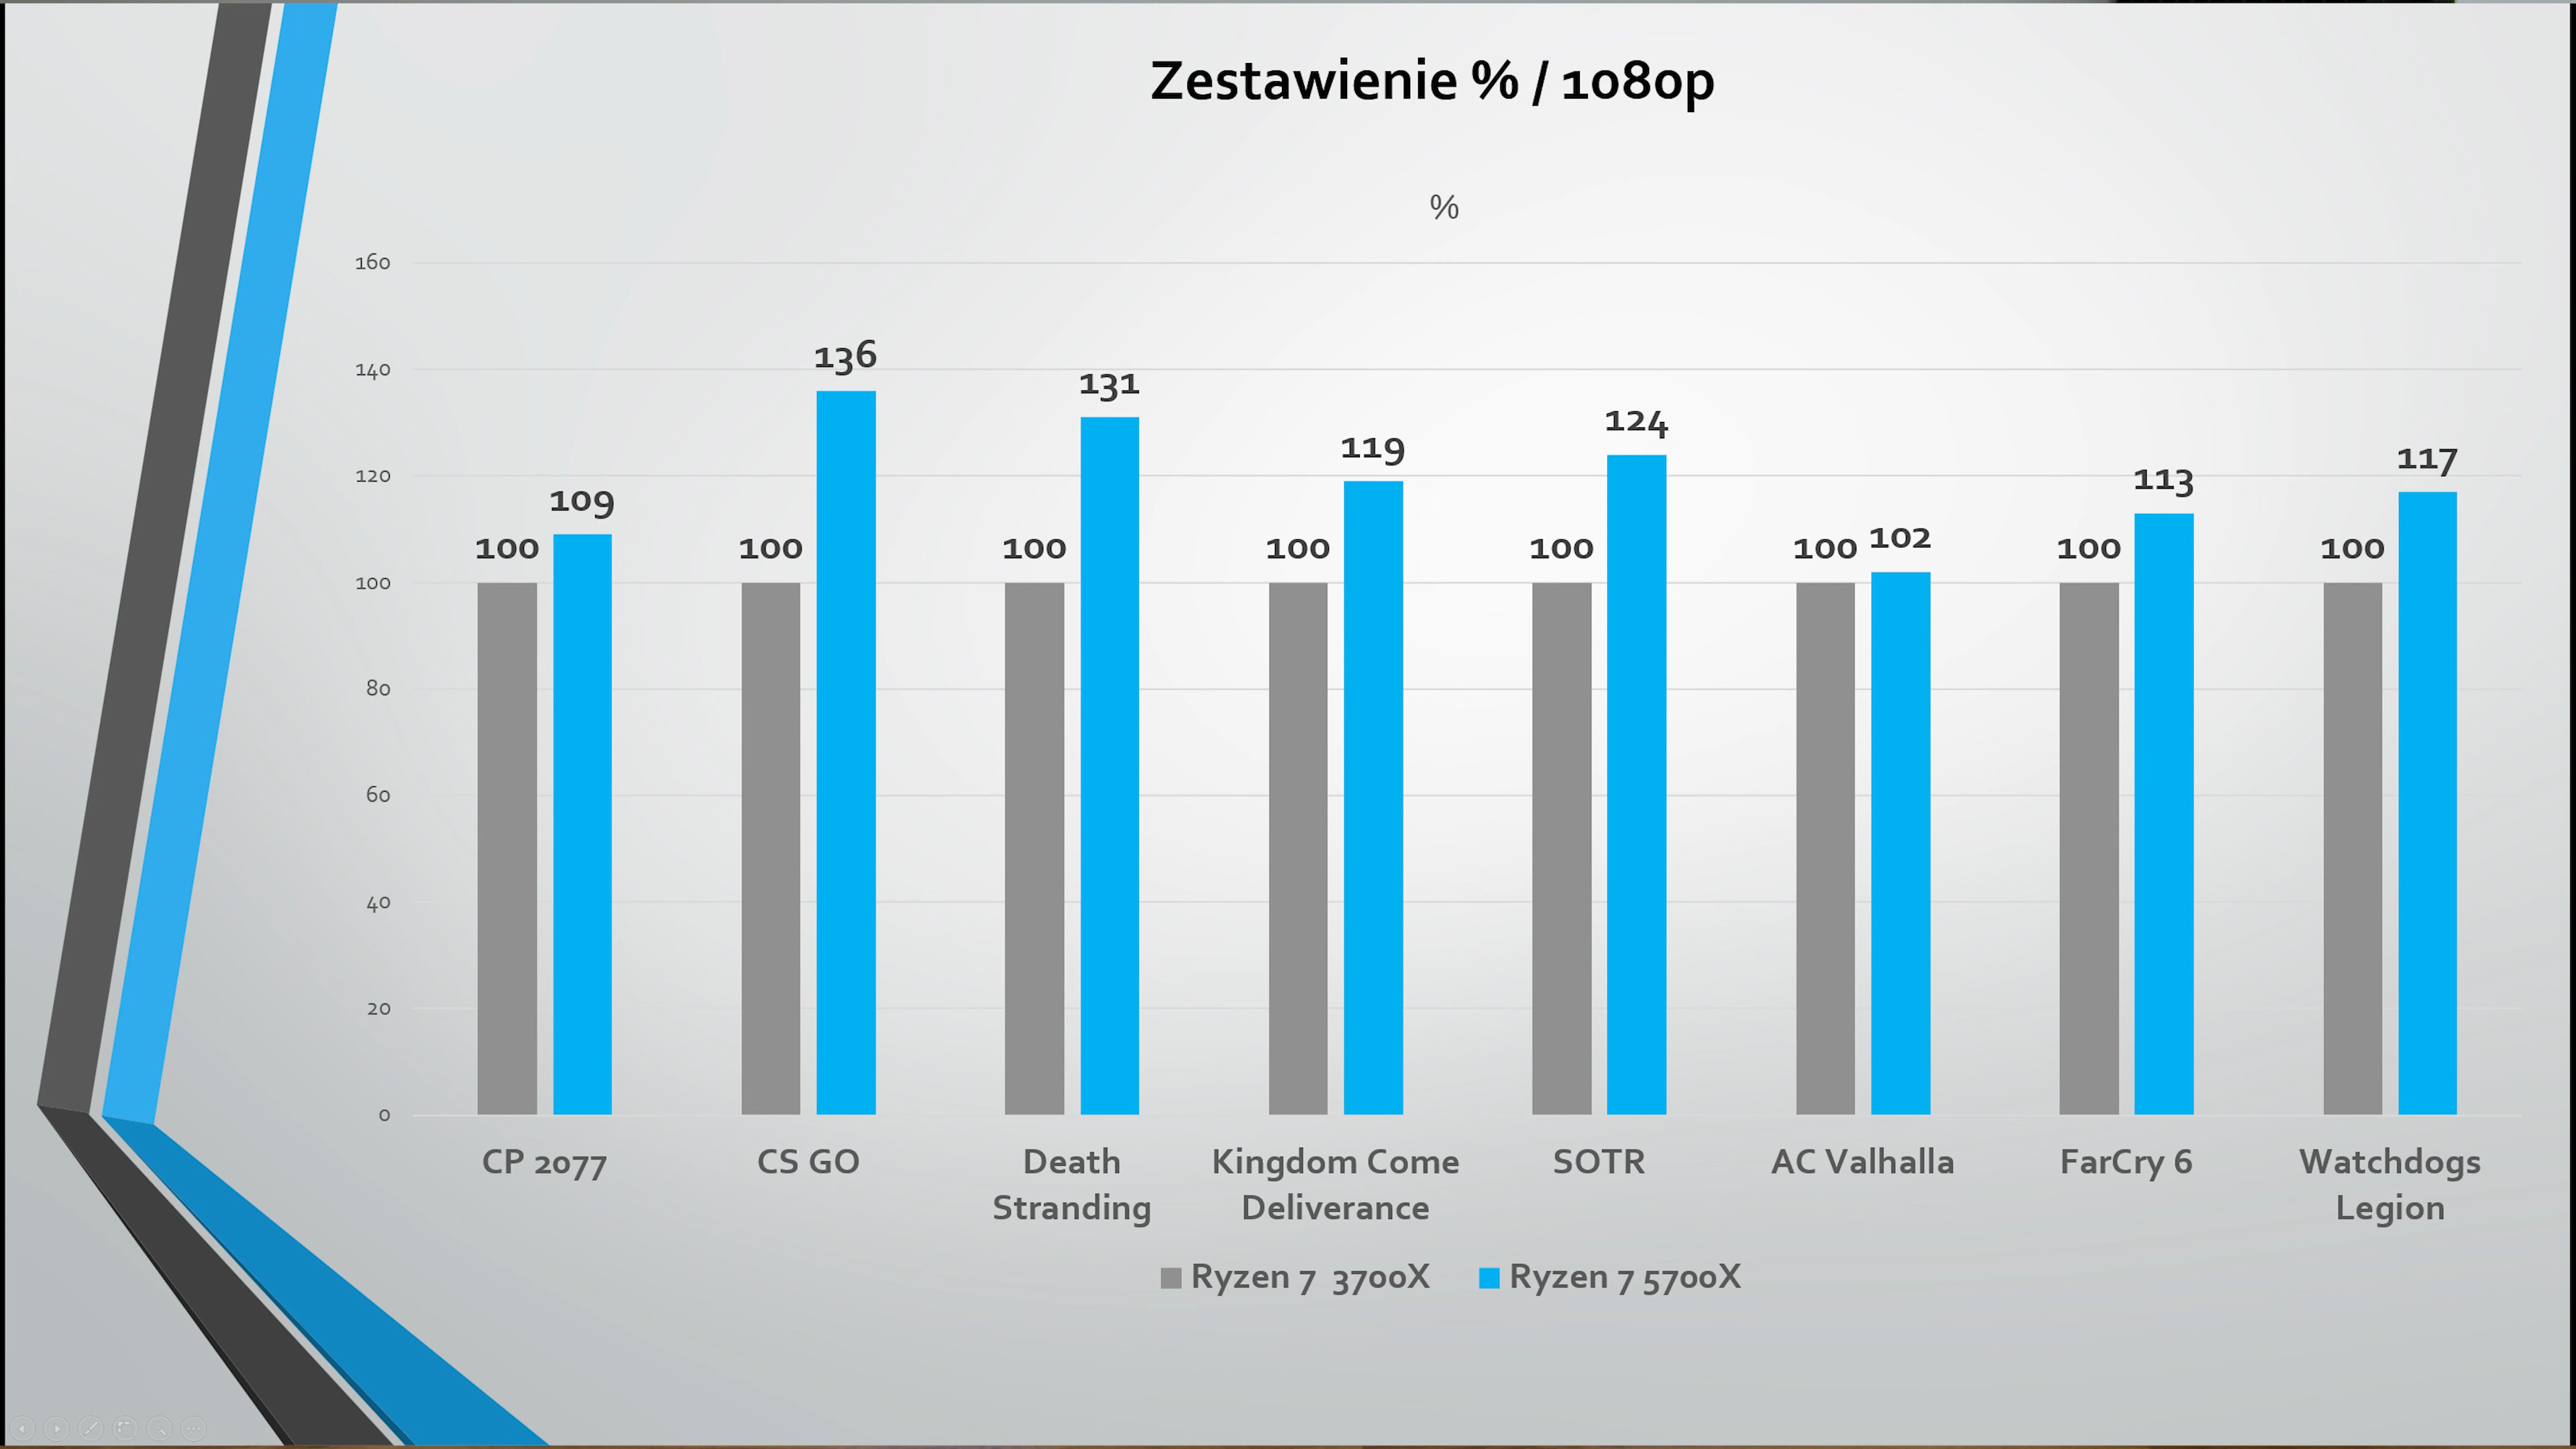 Zestawienie % / 1080p
%
160
140
120
100
80
60
40
20
0
100 109
100 136
100 131
100 119
100 124
100 102
100 113
100 117
CP 2077
CS GO
Death
Stranding
Kingdom Come
Deliverance
SOTR
AC Valhalla
FarCry 6
Watchdogs
Legion
Ryzen 7 3700X
Ryzen 7 5700X